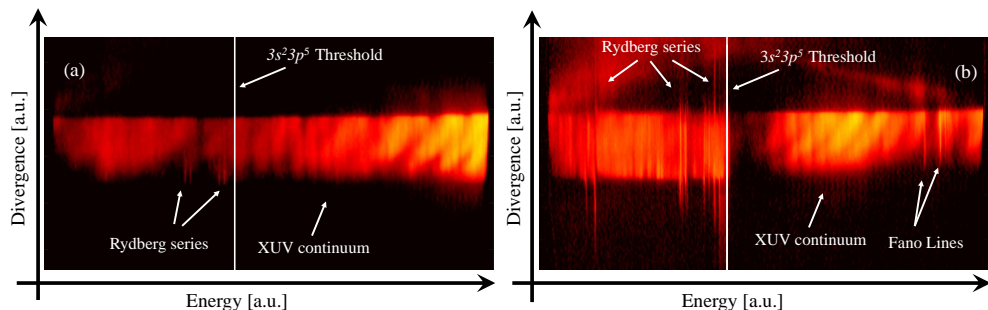 (a)
3s²3p⁵ Threshold
Rydberg series
XUV continuum
Divergence [a.u.]
Energy [a.u.]
Rydberg series
3s²3p⁵ Threshold
(b)
XUV continuum
Fano Lines
Divergence [a.u.]
Energy [a.u.]